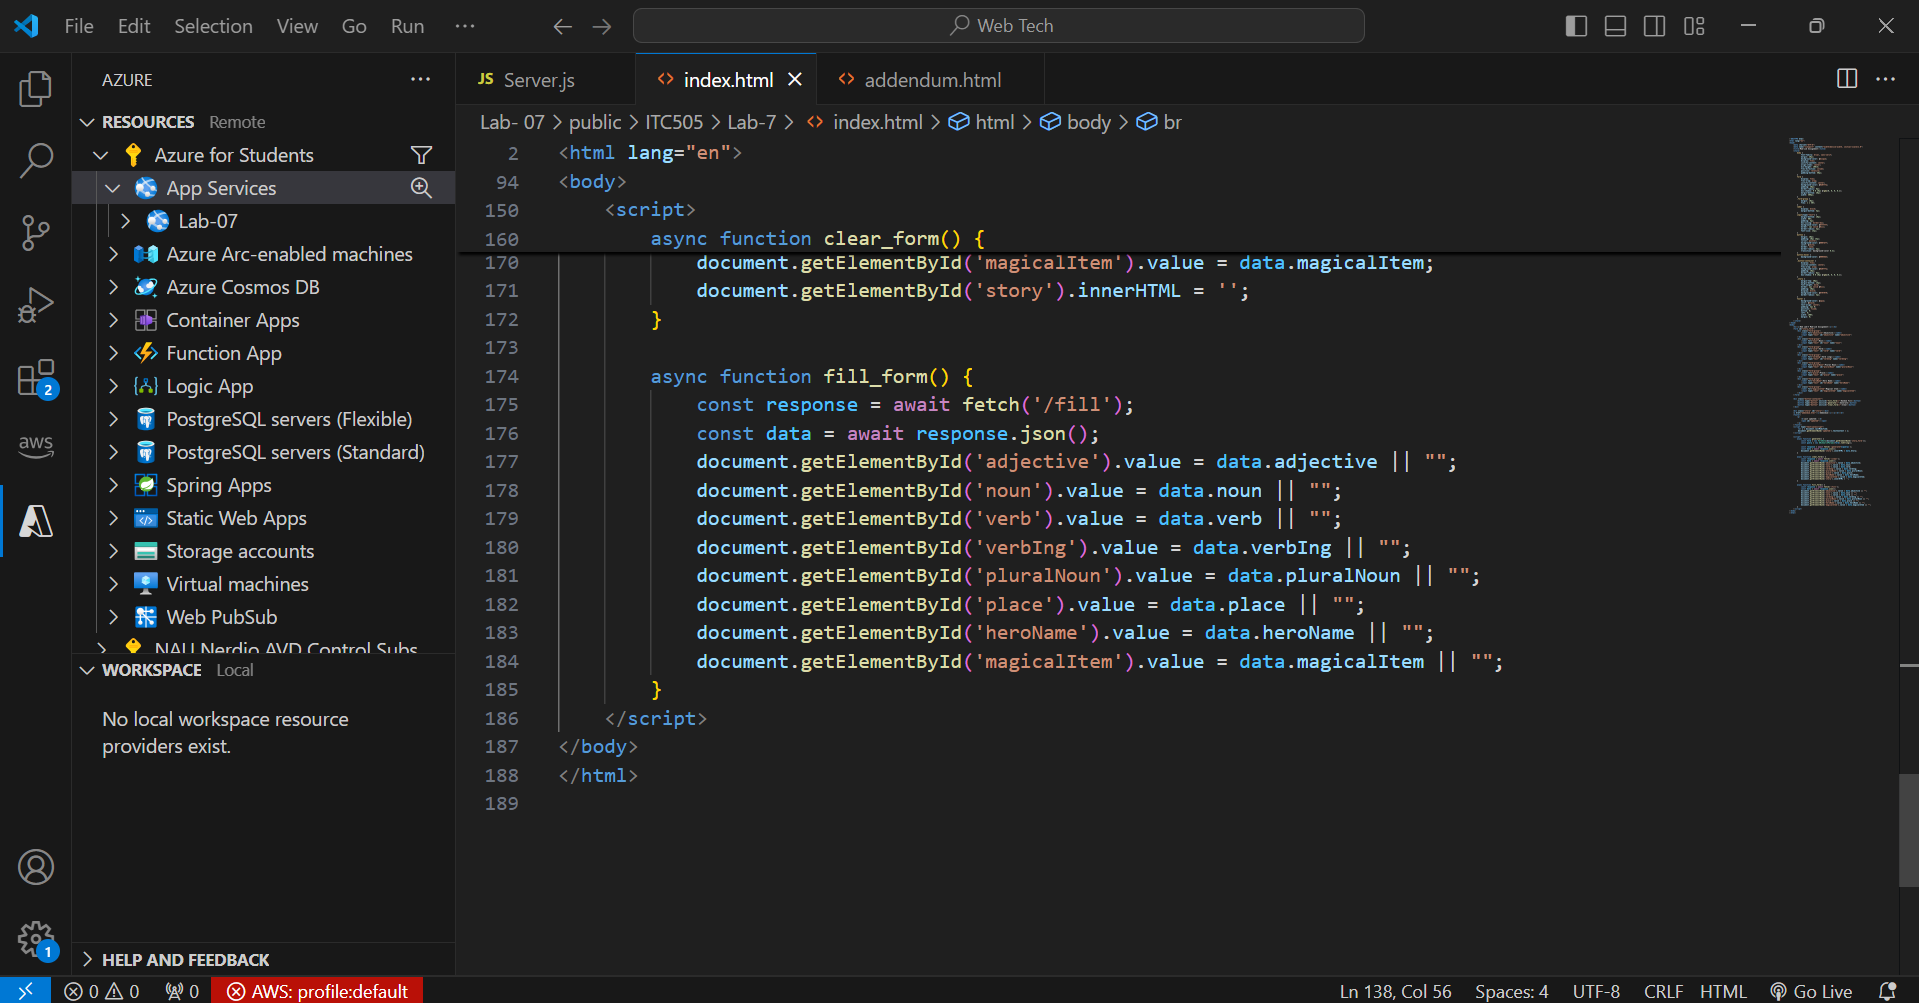 File Edit Selection View Go Run ···
Web Tech
AZURE ···
RESOURCES Remote
Azure for Students
App Services
Lab-07
Azure Arc-enabled machines
Azure Cosmos DB
Container Apps
Function App
Logic App
PostgreSQL servers (Flexible)
PostgreSQL servers (Standard)
Spring Apps
Static Web Apps
Storage accounts
Virtual machines
Web PubSub
NAU Nerdio AVD Control Subs
WORKSPACE Local
No local workspace resource
providers exist.
HELP AND FEEDBACK
2
aws
1
JS Server.js
<> index.html
<> addendum.html
Lab- 07 > public > ITC505 > Lab-7 > <> index.html > html > body > br
2 <html lang="en">
94 <body>
150 <script>
160 async function clear_form() {
170 document.getElementById('magicalItem').value = data.magicalItem;
171 document.getElementById('story').innerHTML = '';
172 }
173
174 async function fill_form() {
175 const response = await fetch('/fill');
176 const data = await response.json();
177 document.getElementById('adjective').value = data.adjective || "";
178 document.getElementById('noun').value = data.noun || "";
179 document.getElementById('verb').value = data.verb || "";
180 document.getElementById('verbIng').value = data.verbIng || "";
181 document.getElementById('pluralNoun').value = data.pluralNoun || "";
182 document.getElementById('place').value = data.place || "";
183 document.getElementById('heroName').value = data.heroName || "";
184 document.getElementById('magicalItem').value = data.magicalItem || "";
185 }
186 </script>
187 </body>
188 </html>
189
0 0 0 AWS: profile:default
Ln 138, Col 56 Spaces: 4 UTF-8 CRLF HTML Go Live